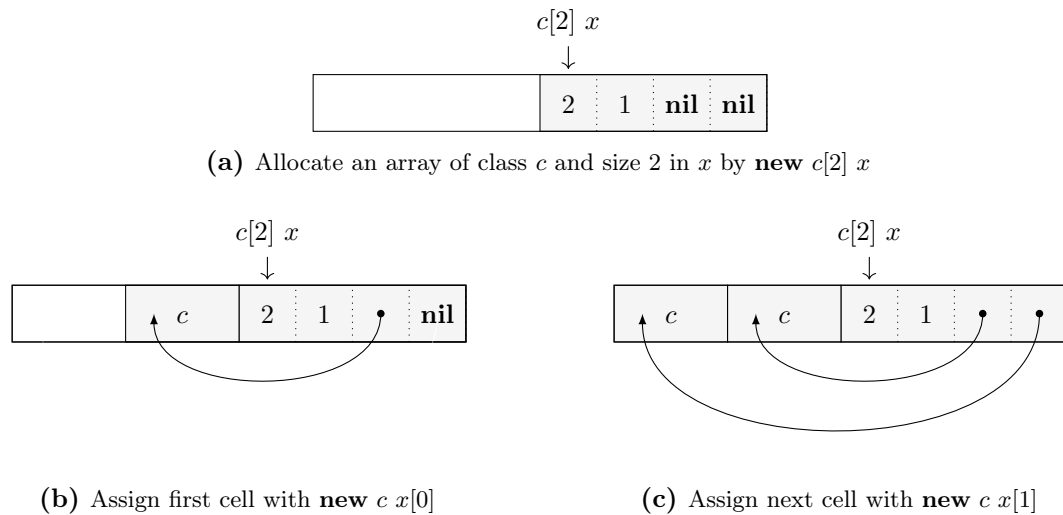 c[2] x
2 1 nil nil
(a) Allocate an array of class c and size 2 in x by new c[2] x
c[2] x
c 2 1 nil
(b) Assign first cell with new c x[0]
c[2] x
c c 2 1
(c) Assign next cell with new c x[1]